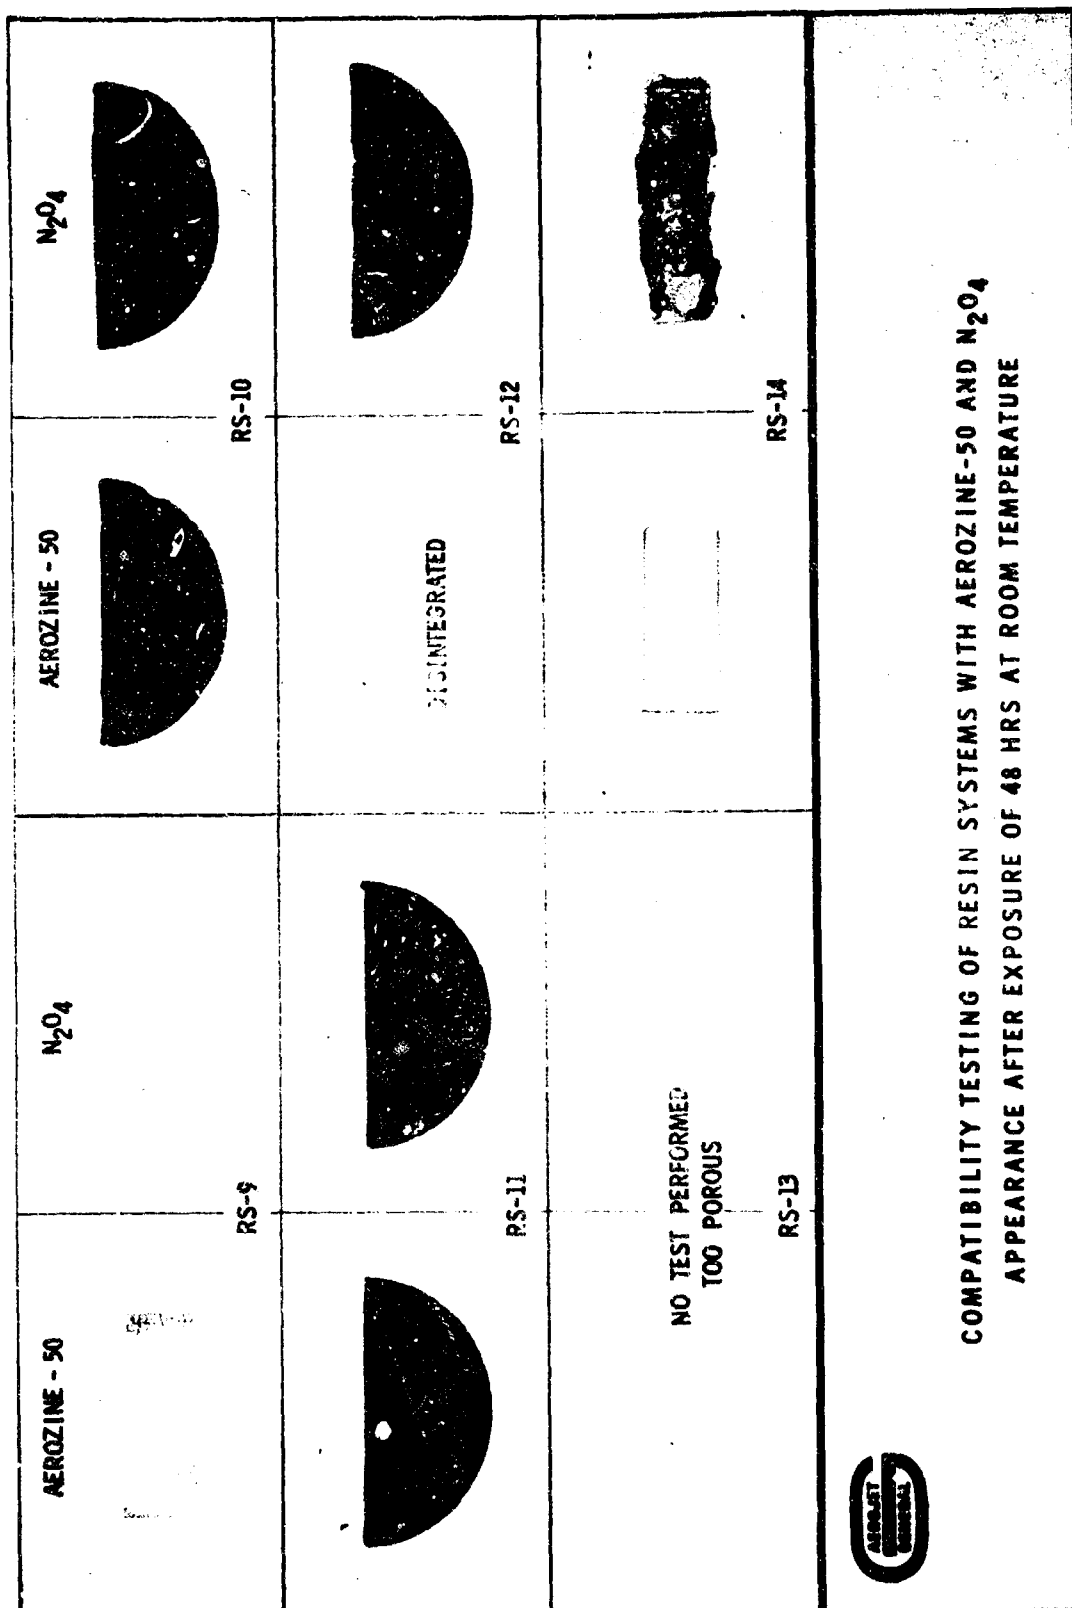 AEROZINE - 50
N₂O₄
AEROZINE - 50
N₂O₄
RS-9
RS-10
DISINTEGRATED
RS-11
RS-12
NO TEST PERFORMED
TOO POROUS
RS-13
RS-14
COMPATIBILITY TESTING OF RESIN SYSTEMS WITH AEROZINE-50 AND N₂O₄
APPEARANCE AFTER EXPOSURE OF 48 HRS AT ROOM TEMPERATURE
AEROJET
GENERAL